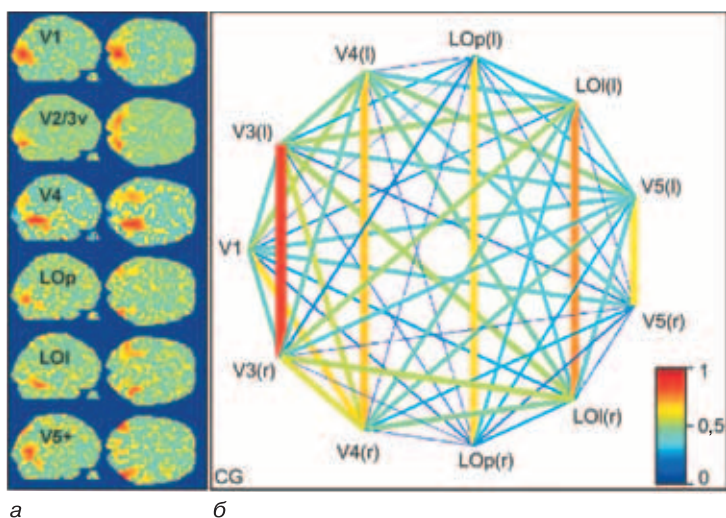 V1
V2/3v
V4
LOp
LOl
V5+
LOp(l)
V4(l)
LOl(l)
V3(l)
V5(l)
V1
V5(r)
V3(r)
LOl(r)
V4(r)
LOp(r)
CG
1
0,5
0
а
б